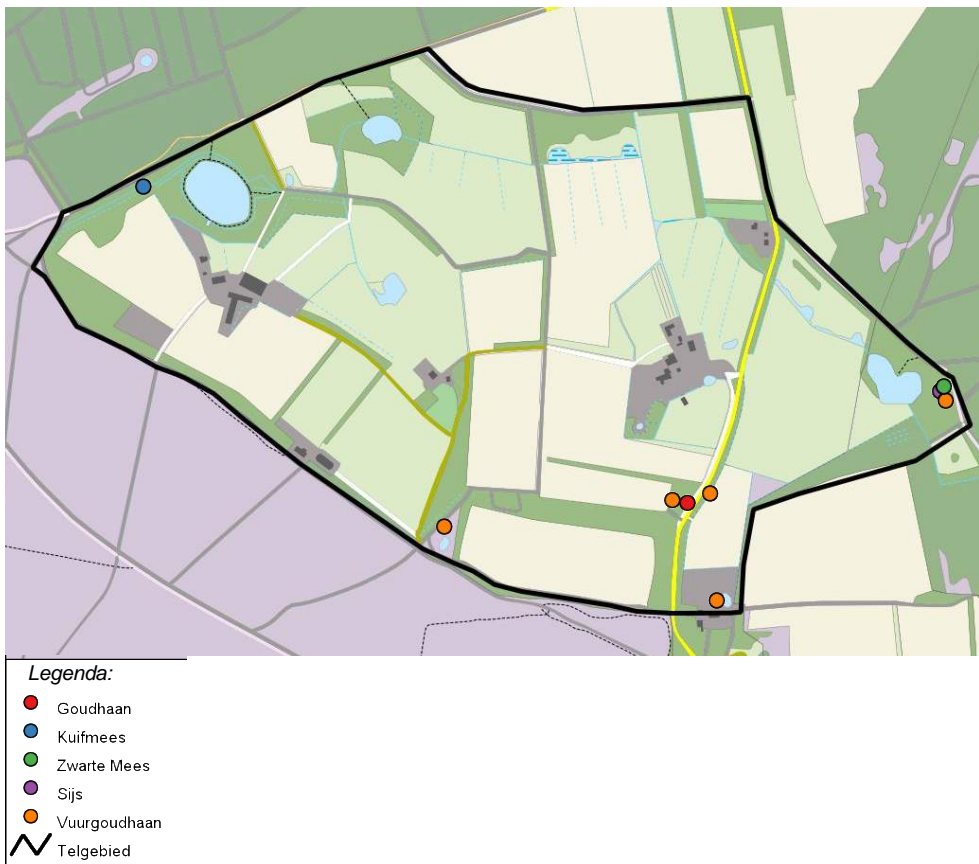 Legenda:
Goudhaan
Kuifmees
Zwarte Mees
Sijs
Vuurgoudhaan
Telgebied